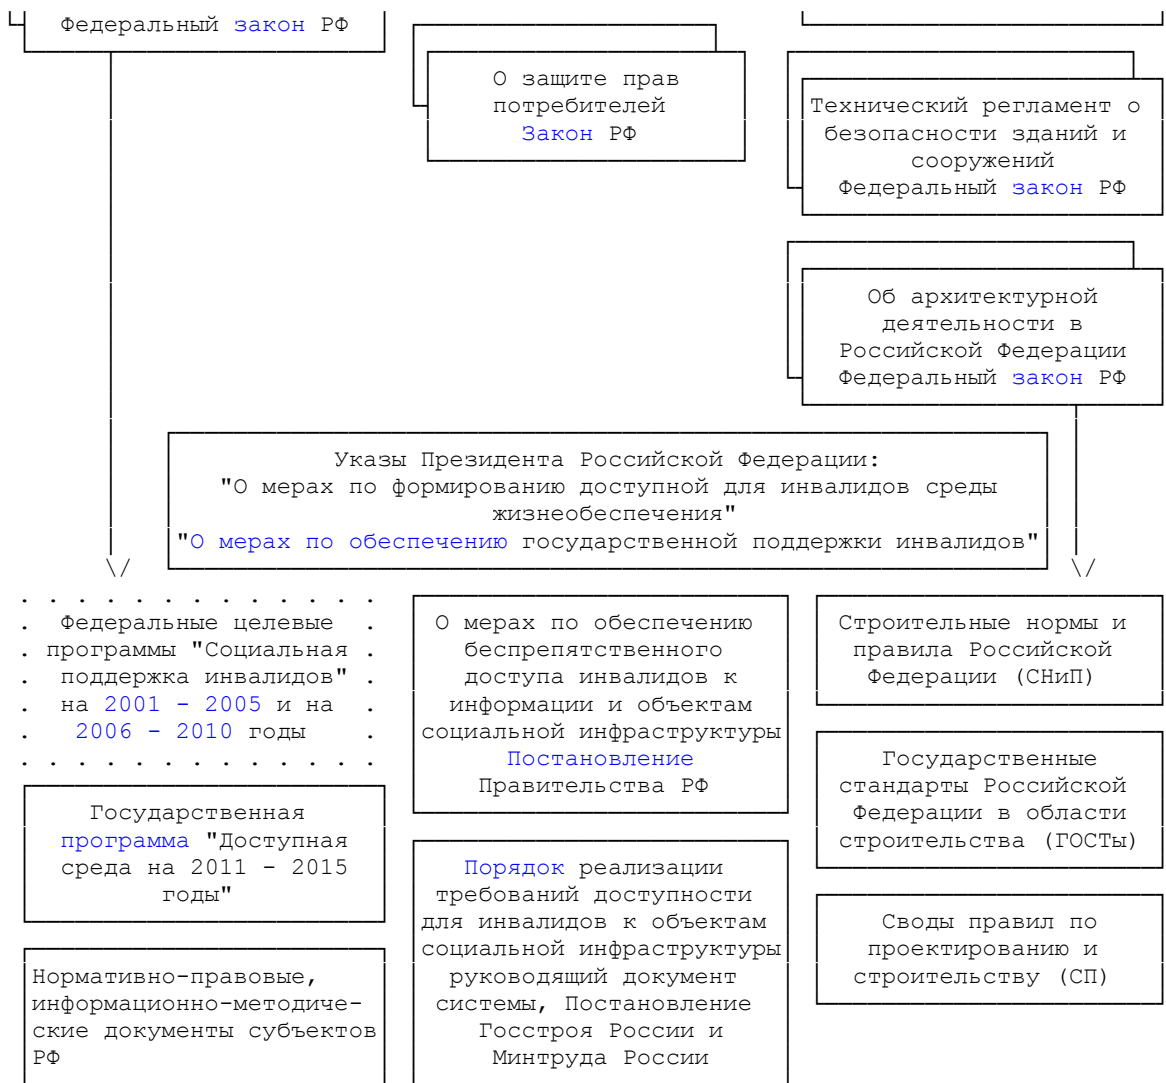 Федеральный закон РФ
О защите прав
потребителей
Закон РФ
Технический регламент о
безопасности зданий и
сооружений
Федеральный закон РФ
Об архитектурной
деятельности в
Российской Федерации
Федеральный закон РФ
Указы Президента Российской Федерации:
"О мерах по формированию доступной для инвалидов среды
жизнеобеспечения"
"О мерах по обеспечению государственной поддержки инвалидов"
Федеральные целевые
программы "Социальная
поддержка инвалидов"
на 2001 - 2005 и на
2006 - 2010 годы
Государственная
программа "Доступная
среда на 2011 - 2015
годы"
Нормативно-правовые,
информационно-методиче-
ские документы субъектов
РФ
О мерах по обеспечению
беспрепятственного
доступа инвалидов к
информации и объектам
социальной инфраструктуры
Постановление
Правительства РФ
Порядок реализации
требований доступности
для инвалидов к объектам
социальной инфраструктуры
руководящий документ
системы, Постановление
Госстроя России и
Минтруда России
Строительные нормы и
правила Российской
Федерации (СНиП)
Государственные
стандарты Российской
Федерации в области
строительства (ГОСТы)
Своды правил по
проектированию и
строительству (СП)